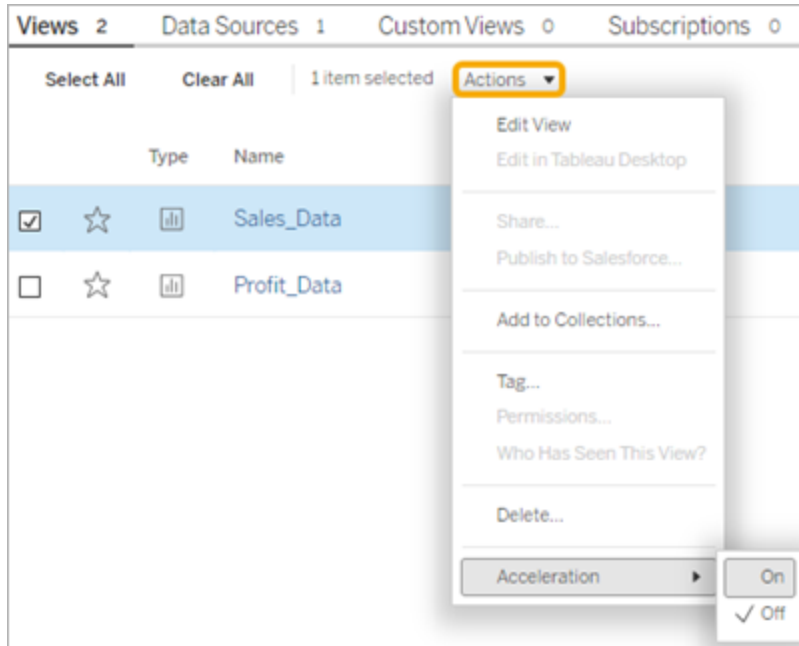 Views 2 Data Sources 1 Custom Views 0 Subscriptions 0
Select All Clear All 1 item selected Actions
Type Name
Sales_Data
Profit_Data
Edit View
Edit in Tableau Desktop
Share...
Publish to Salesforce...
Add to Collections...
Tag...
Permissions...
Who Has Seen This View?
Delete...
Acceleration
On
Off